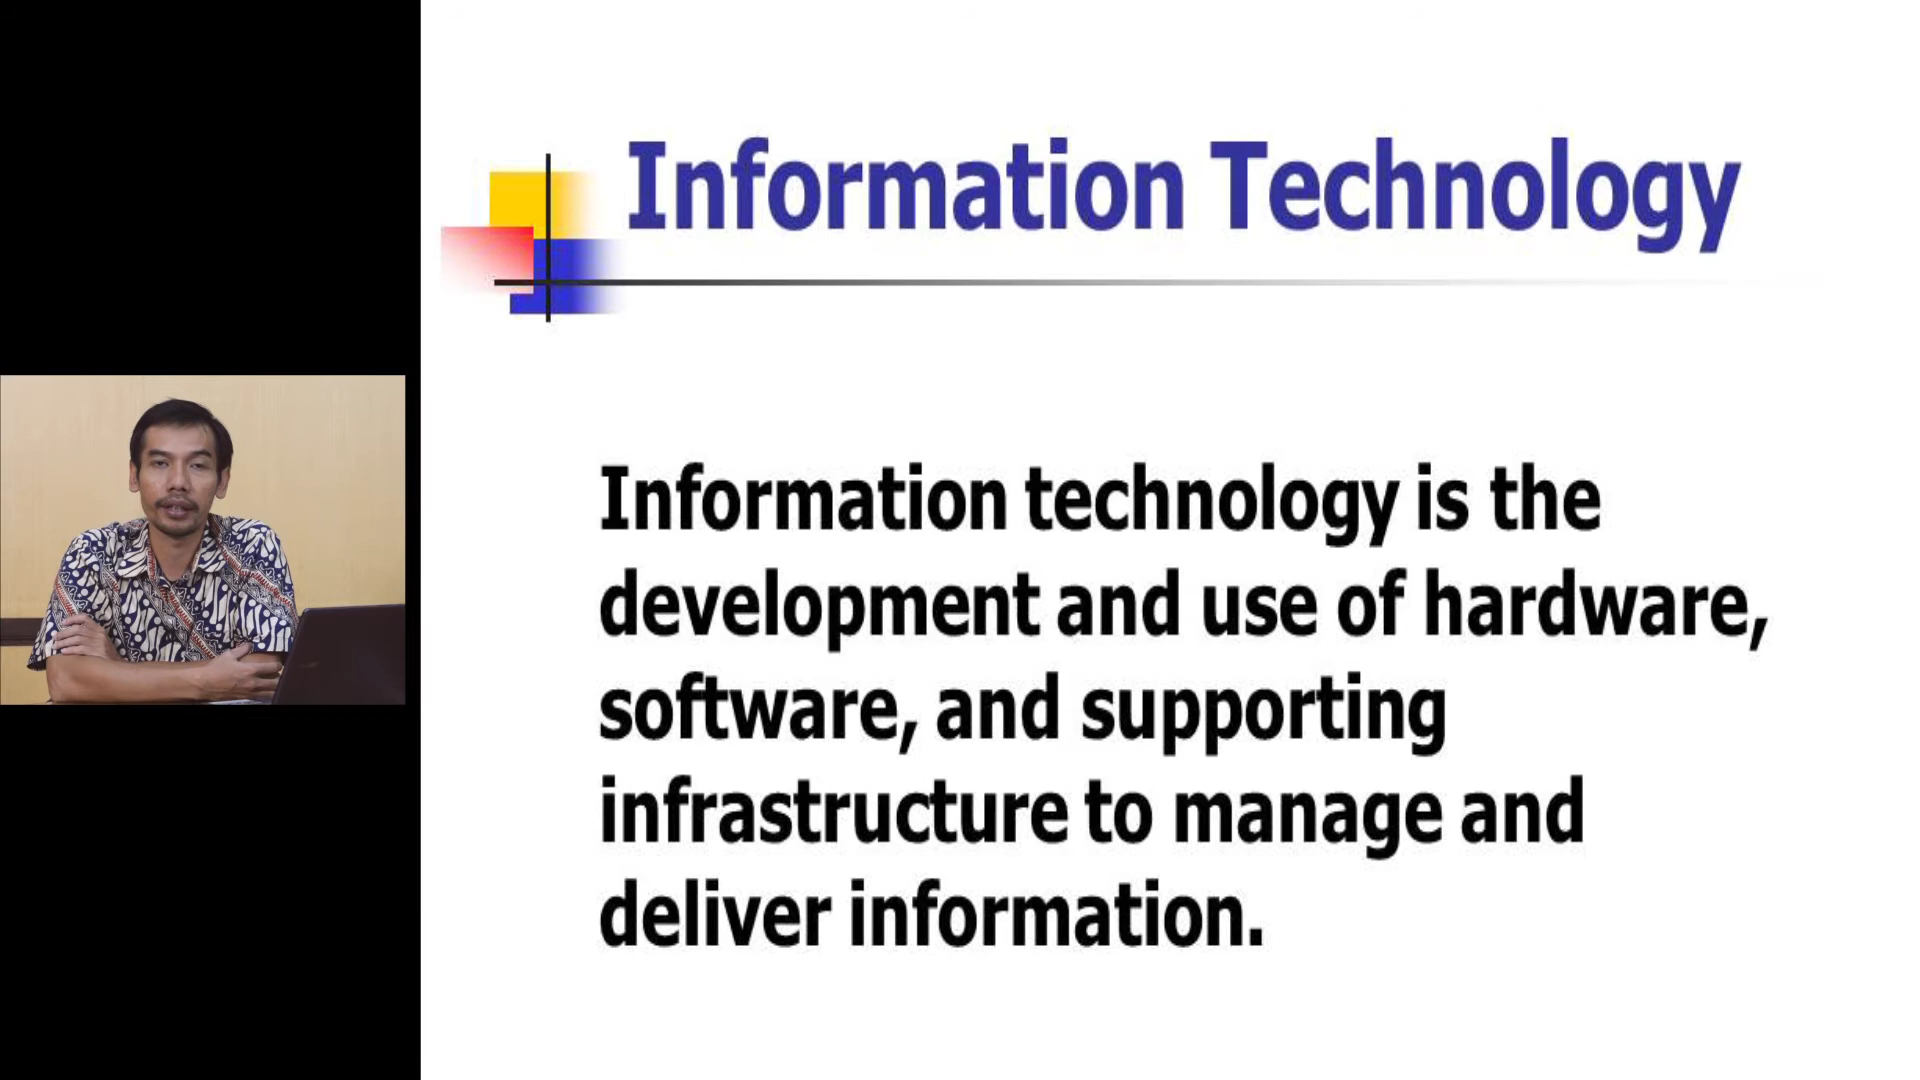 Information Technology
Information technology is the
development and use of hardware,
software, and supporting
infrastructure to manage and
deliver information.